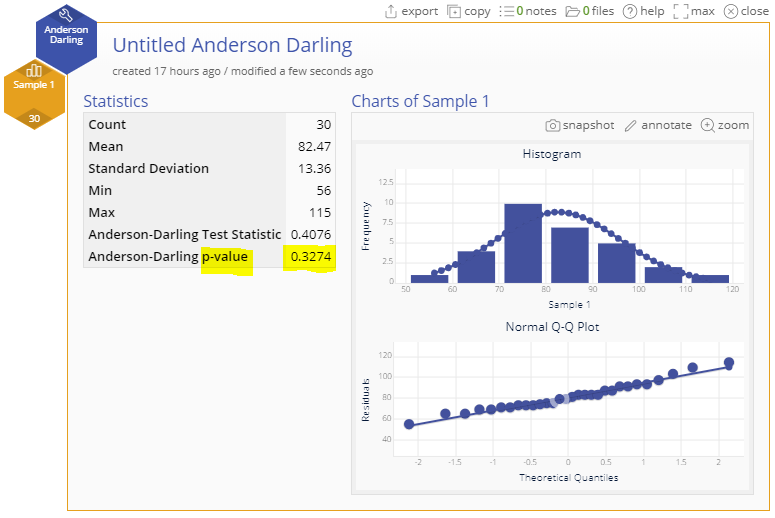 export copy 0 notes 0 files help max close
Anderson
Darling
Untitled Anderson Darling
created 17 hours ago / modified a few seconds ago
Sample 1
30
Statistics
Count 30
Mean 82.47
Standard Deviation 13.36
Min 56
Max 115
Anderson-Darling Test Statistic 0.4076
Anderson-Darling p-value 0.3274
Charts of Sample 1
snapshot annotate zoom
Histogram
Frequency
12.5
10
7.5
5
2.5
0
50 60 70 80 90 100 110 120
Sample 1
Normal Q-Q Plot
Residuals
120
100
80
60
40
-2 -1.5 -1 -0.5 0 0.5 1 1.5 2
Theoretical Quantiles